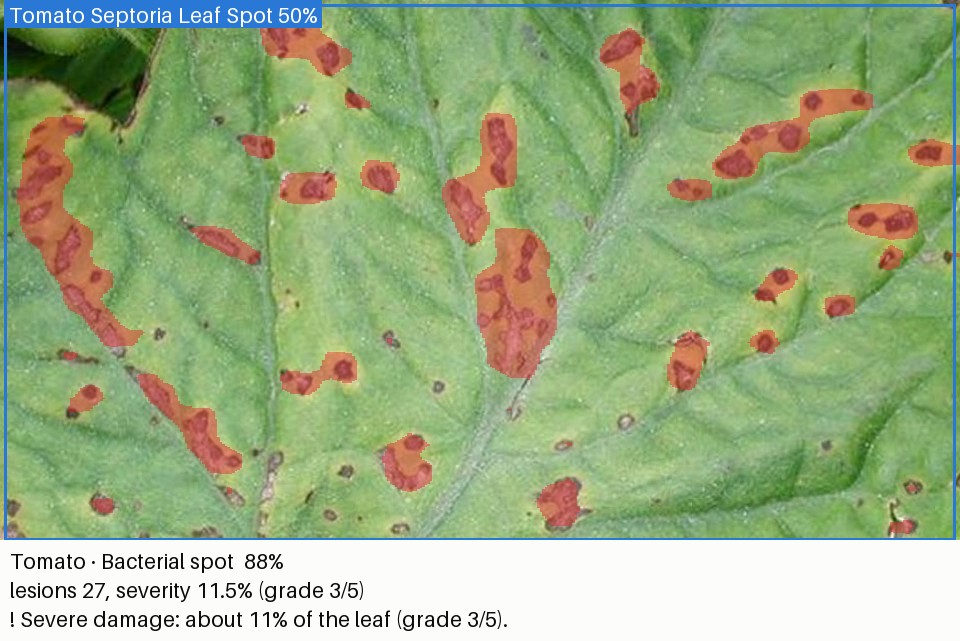 Tomato Septoria Leaf Spot 50%
Tomato · Bacterial spot 88%
lesions 27, severity 11.5% (grade 3/5)
! Severe damage: about 11% of the leaf (grade 3/5).